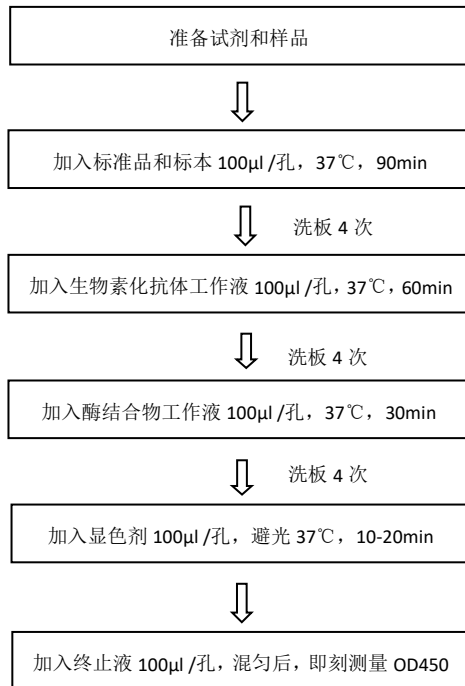 准备试剂和样品
加入标准品和标本 100μl /孔，37℃，90min
洗板 4 次
加入生物素化抗体工作液 100μl /孔，37℃，60min
洗板 4 次
加入酶结合物工作液 100μl /孔，37℃，30min
洗板 4 次
加入显色剂 100μl /孔，避光 37℃，10-20min
加入终止液 100μl /孔，混匀后，即刻测量 OD450